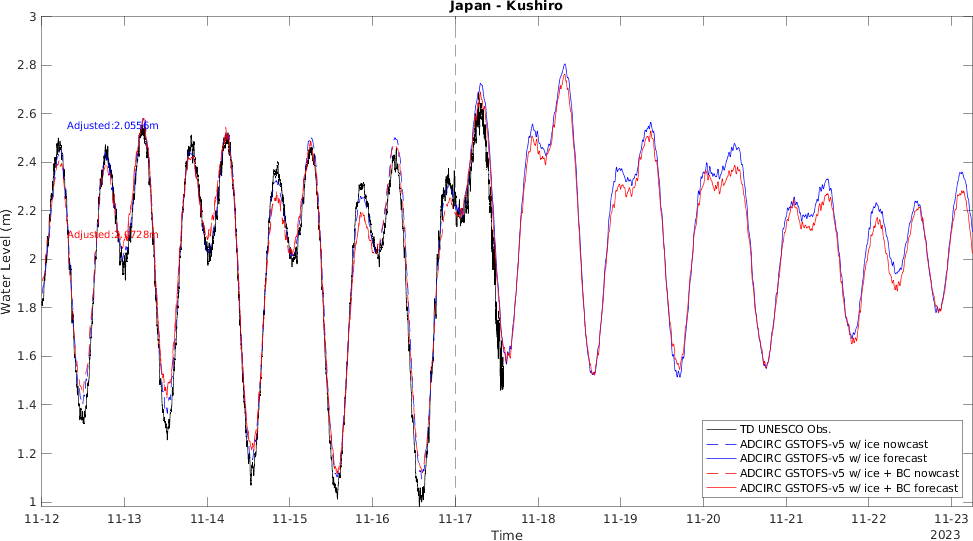 Japan - Kushiro
3
2.8
2.6
2.4
2.2
2
1.8
1.6
1.4
1.2
1
Water Level (m)
Adjusted:2.0556m
Adjusted:2.0728m
TD UNESCO Obs.
ADCIRC GSTOFS-v5 w/ ice nowcast
ADCIRC GSTOFS-v5 w/ ice forecast
ADCIRC GSTOFS-v5 w/ ice + BC nowcast
ADCIRC GSTOFS-v5 w/ ice + BC forecast
11-12 11-13 11-14 11-15 11-16 11-17 11-18 11-19 11-20 11-21 11-22 11-23
Time
2023